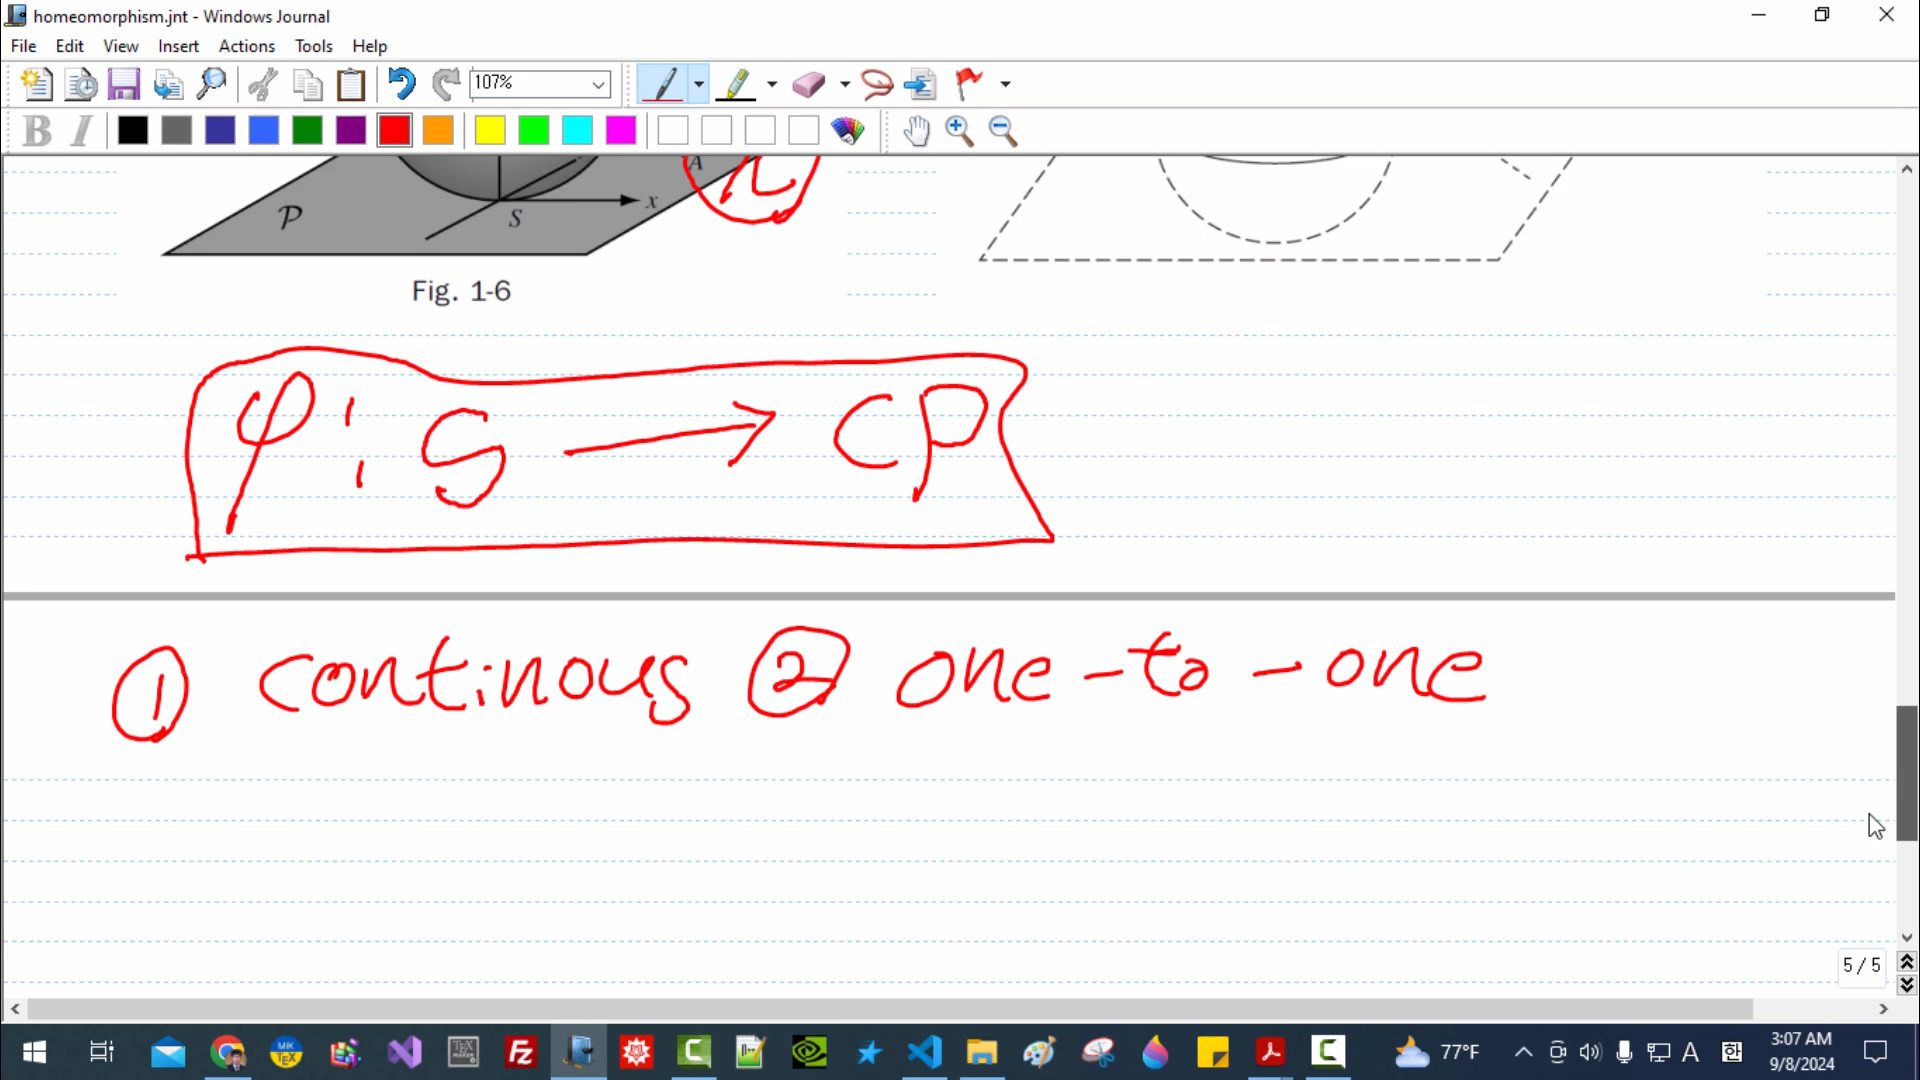 homeomorphism.jnt - Windows Journal
File Edit View Insert Actions Tools Help
107%
B I
A
P
S
x
Fig. 1-6
φ : S → CP
① continous ② one-to-one
5 / 5
77°F
A
한
3:07 AM
9/8/2024